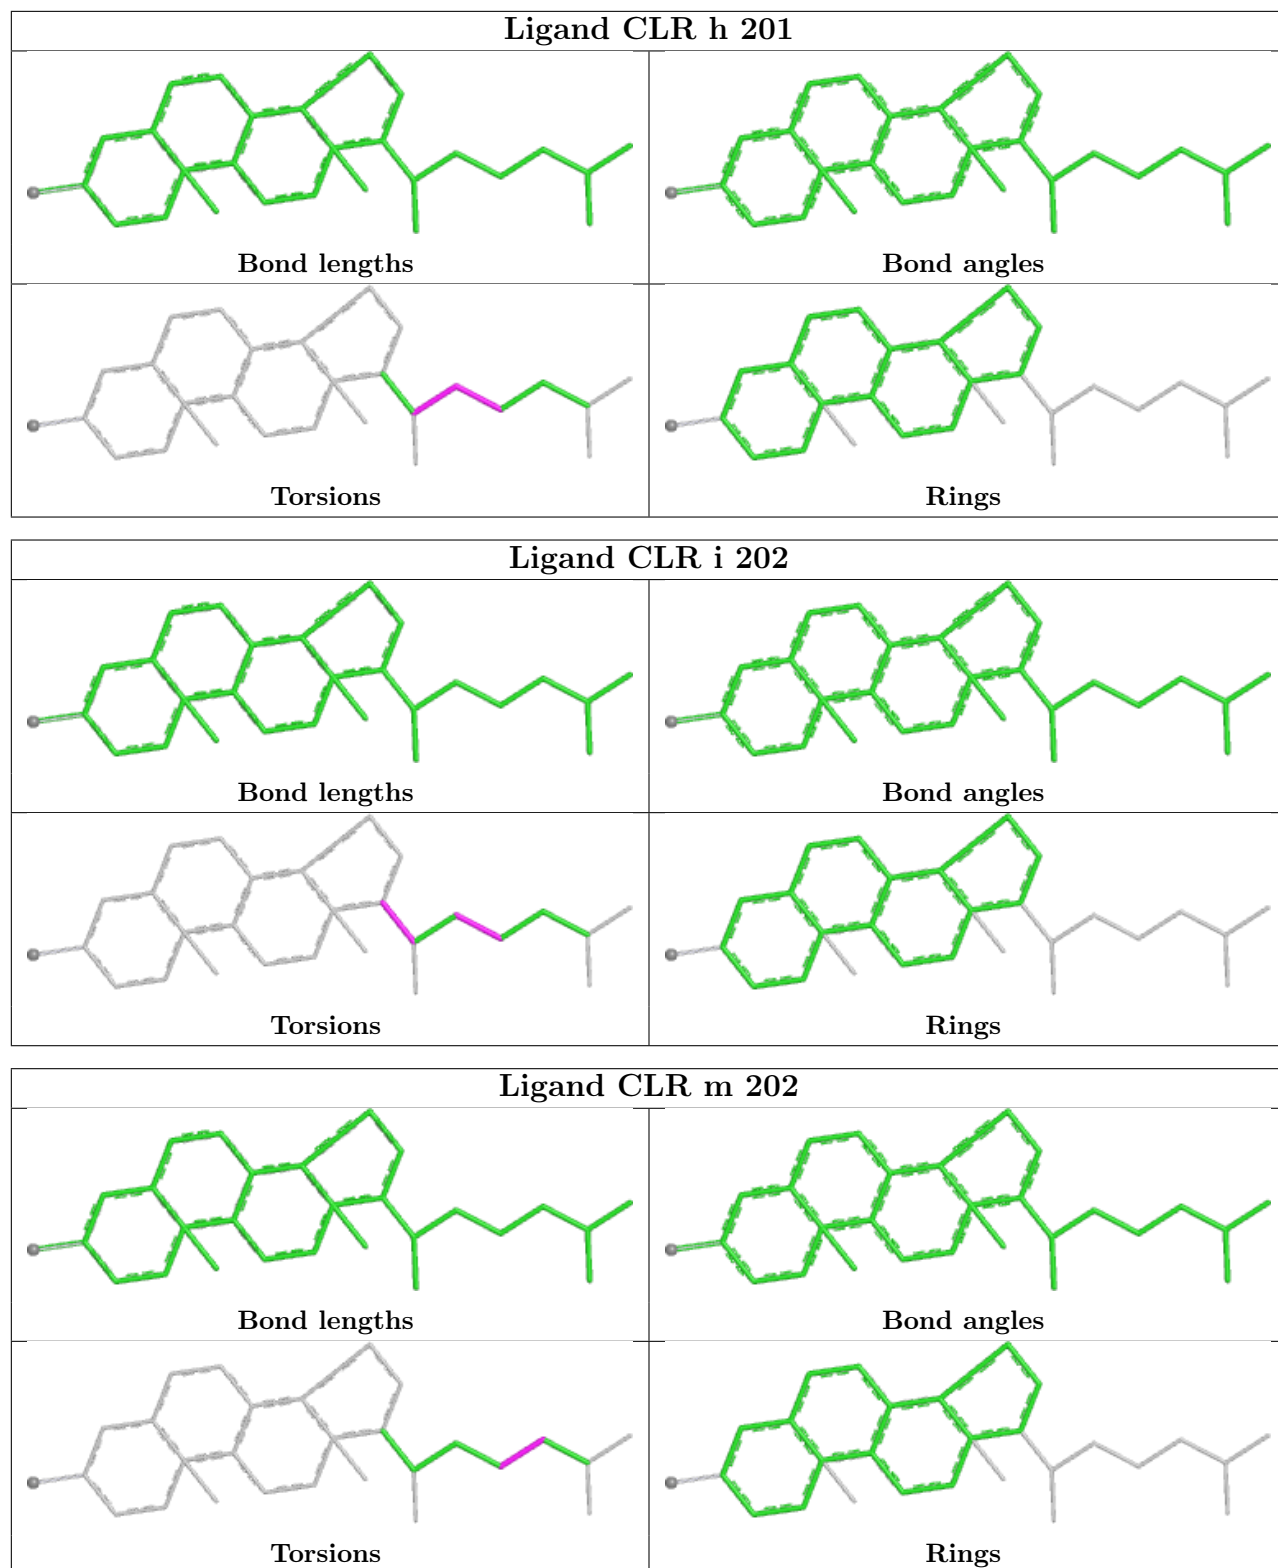 Ligand CLR h 201
Bond lengths
Bond angles
Torsions
Rings
Ligand CLR i 202
Bond lengths
Bond angles
Torsions
Rings
Ligand CLR m 202
Bond lengths
Bond angles
Torsions
Rings